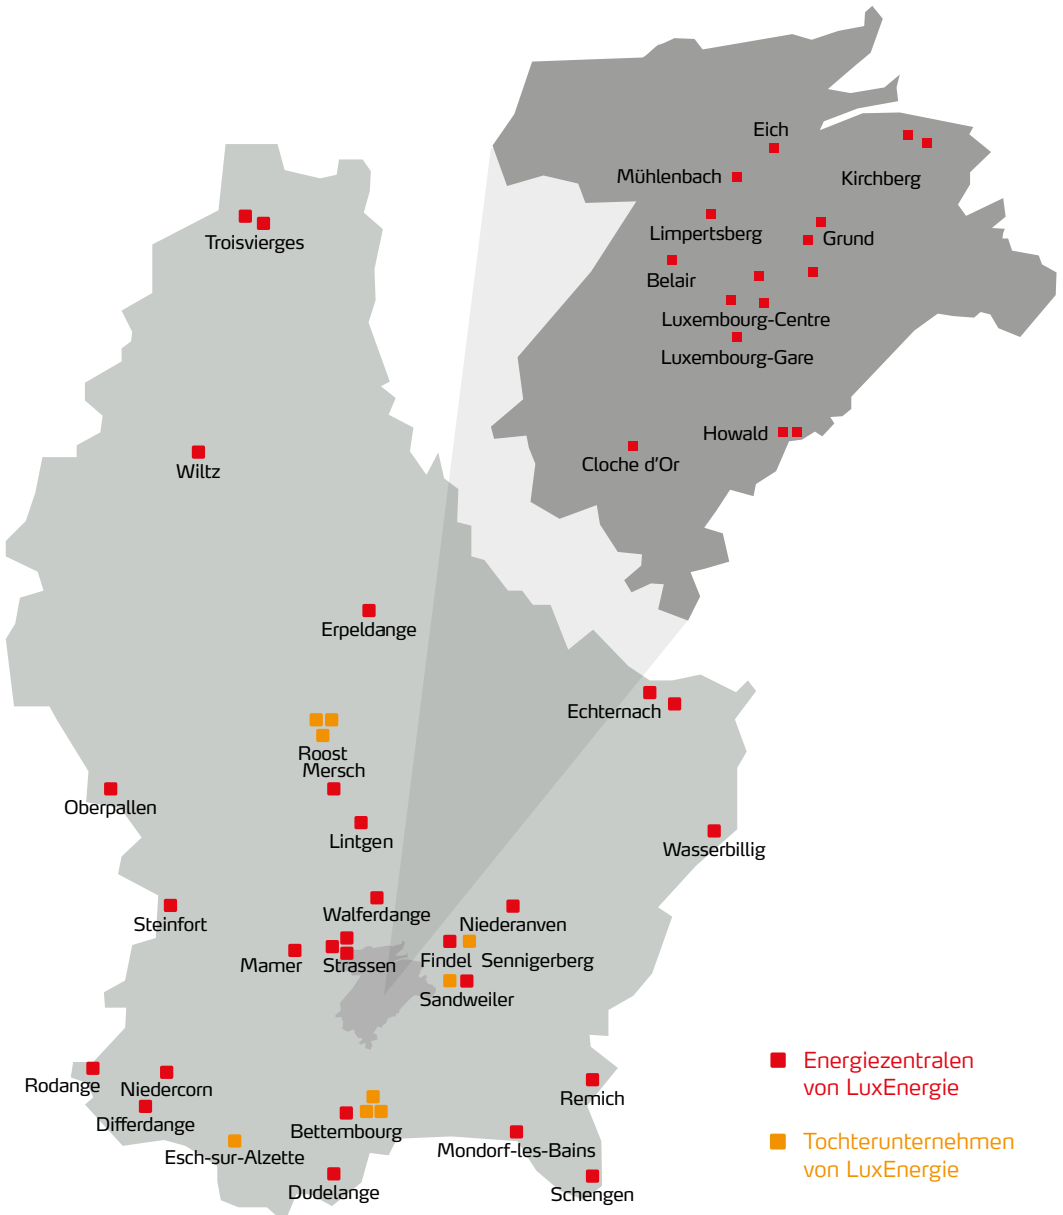 Eich
Mühlenbach
Kirchberg
Limpertsberg
Grund
Belair
Luxembourg-Centre
Luxembourg-Gare
Howald
Cloche d'Or
Troisvierges
Wiltz
Erpeldange
Echternach
Roost
Mersch
Oberpallen
Lintgen
Wasserbillig
Walferdange
Steinfort
Niederanven
Mamer
Strassen
Findel
Sennigerberg
Sandweiler
Rodange
Niedercorn
Differdange
Bettembourg
Remich
Esch-sur-Alzette
Mondorf-les-Bains
Dudelange
Schengen
Energiezentralen
von LuxEnergie
Tochterunternehmen
von LuxEnergie